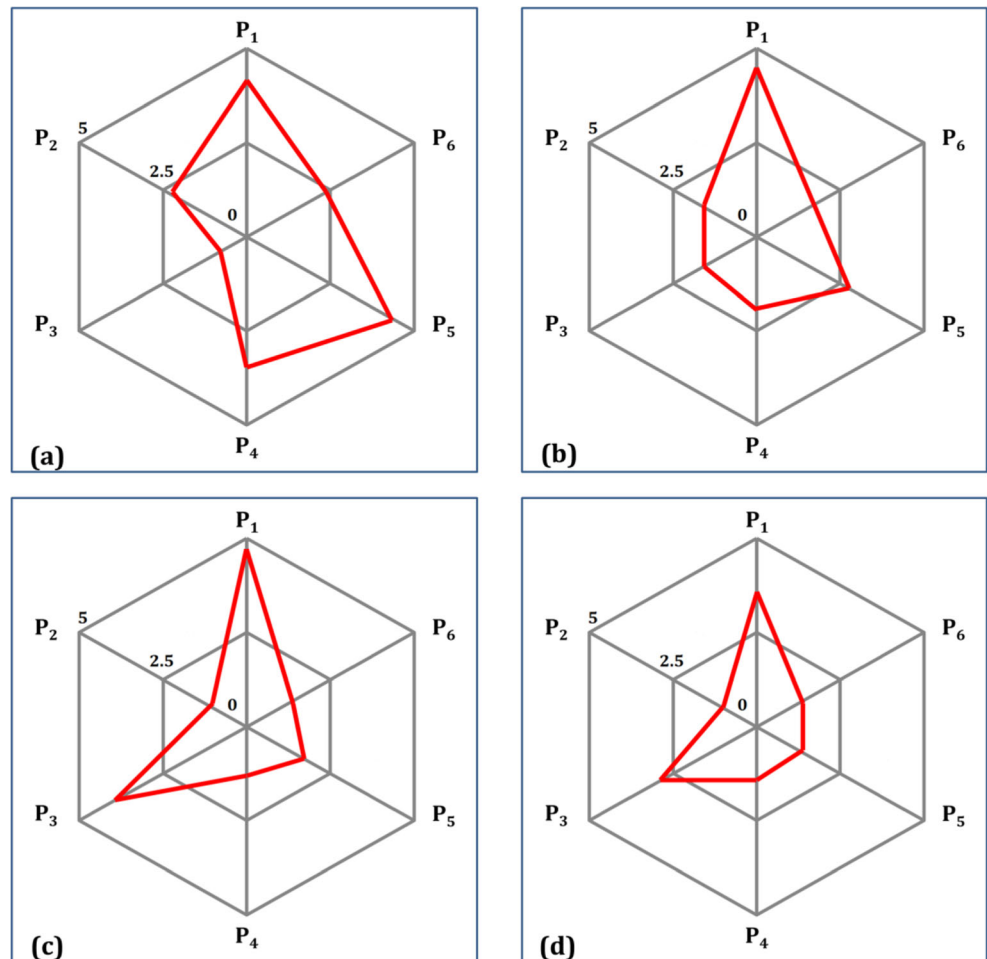 P₁
P₂ 5 P₆
2.5
0
P₃ P₅
P₄
(a)
P₁
P₂ 5 P₆
2.5
0
P₃ P₅
P₄
(b)
P₁
P₂ 5 P₆
2.5
0
P₃ P₅
P₄
(c)
P₁
P₂ 5 P₆
2.5
0
P₃ P₅
P₄
(d)